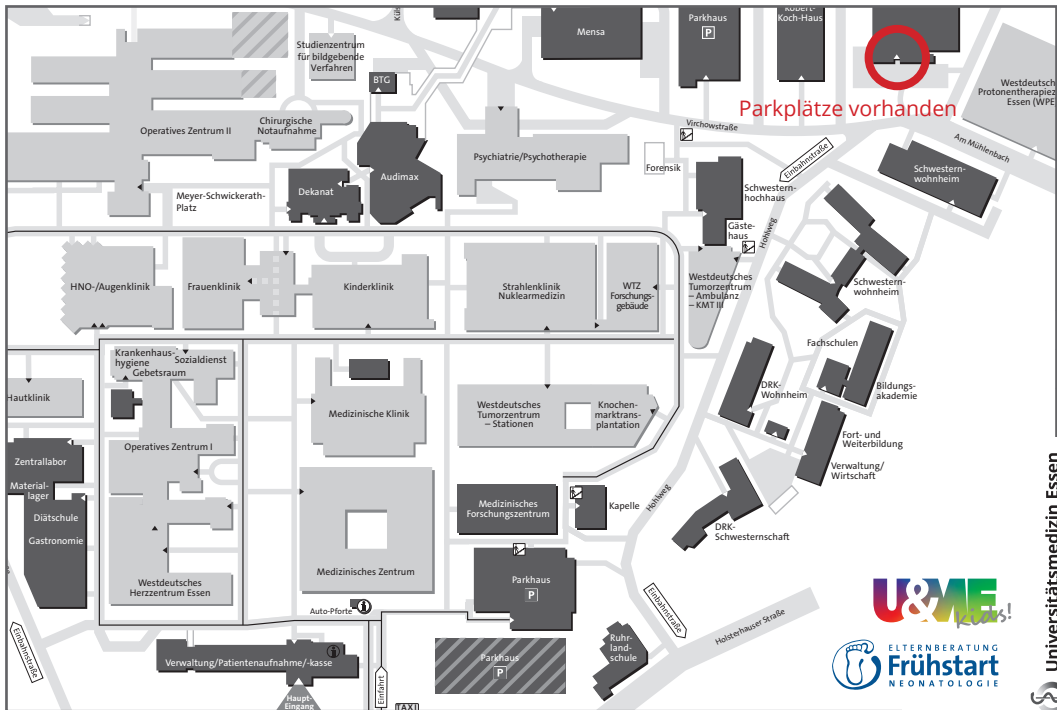 Mensa
Parkhaus
P
Robert-
Koch-Haus
Studienzentrum
für bildgebende
Verfahren
BTG
Westdeutsch
Protonentherapiez
Essen (WPE
Parkplätze vorhanden
Operatives Zentrum II
Chirurgische
Notaufnahme
Virchowstraße
Am Mühlenbach
Einbahnstraße
Psychiatrie/Psychotherapie
Forensik
Audimax
Dekanat
Meyer-Schwickerath-
Platz
Schwestern-
wohnheim
Schwestern-
hochhaus
Gäste-
haus
Hohlweg
HNO-/Augenklinik
Frauenklinik
Kinderklinik
Strahlenklinik
Nuklearmedizin
WTZ
Forschungs-
gebäude
Westdeutsches
Tumorzentrum
– Ambulanz
– KMT III
Schwestern-
wohnheim
Fachschulen
Krankenhaus-
hygiene
Sozialdienst
Gebetsraum
Hautklinik
Medizinische Klinik
Westdeutsches
Tumorzentrum
– Stationen
Knochen-
marktrans-
plantation
DRK-
Wohnheim
Bildungs-
akademie
Operatives Zentrum I
Fort- und
Weiterbildung
Zentrallabor
Verwaltung/
Wirtschaft
Material-
lager
Diätschule
Gastronomie
Medizinisches
Forschungszentrum
Kapelle
Hohlweg
DRK-
Schwesternschaft
Medizinisches Zentrum
Westdeutsches
Herzzentrum Essen
Parkhaus
P
Auto-Pforte
i
Einbahnstraße
Holsterhauser Straße
Einbahnstraße
Ruhr-
land-
schule
Verwaltung/Patientenaufnahme/-kasse
i
Parkhaus
P
Einfahrt
Haupt-
Eingang
TAXI
U&ME
kids!
ELTERNBERATUNG
Frühstart
NEONATOLOGIE
Universitätsmedizin Essen